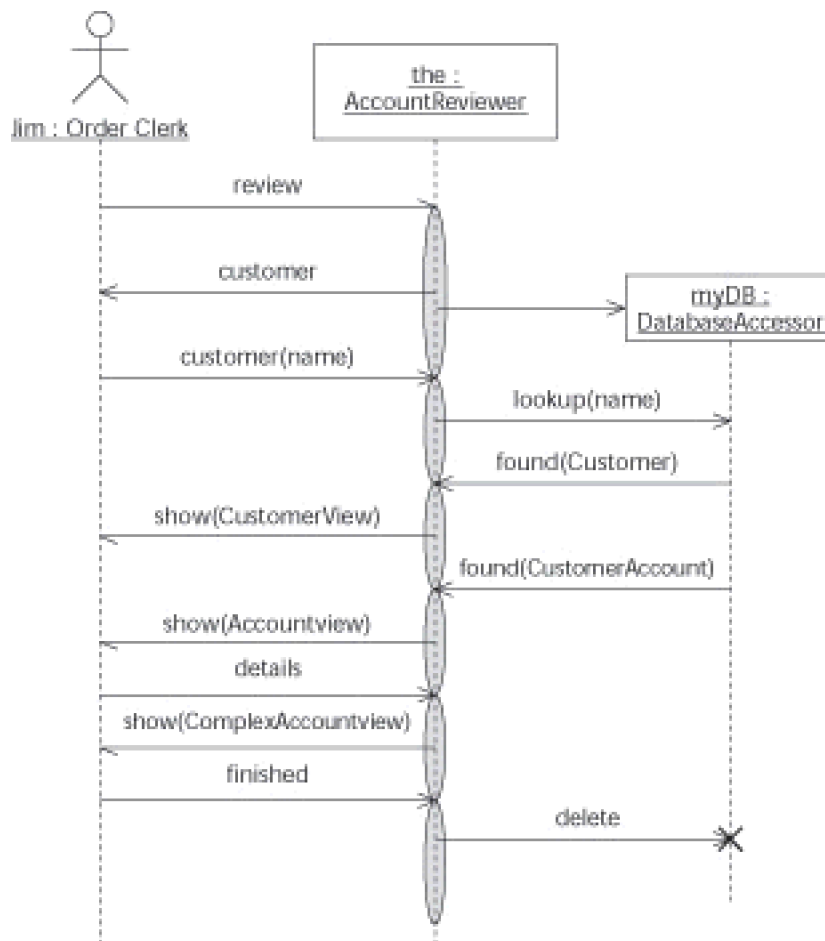 the :
AccountReviewer
Jim : Order Clerk
review
customer
myDB :
DatabaseAccessor
customer(name)
lookup(name)
found(Customer)
show(CustomerView)
found(CustomerAccount)
show(Accountview)
details
show(ComplexAccountview)
finished
delete